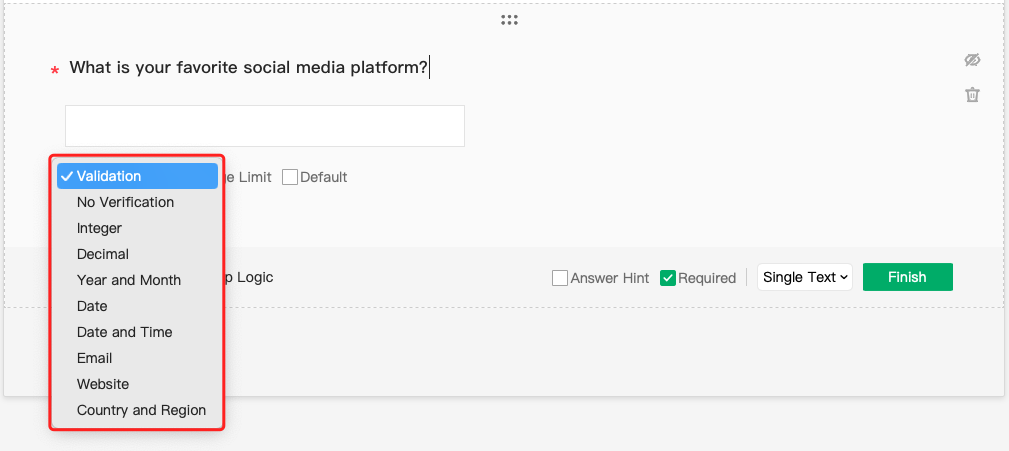 * What is your favorite social media platform?
✓ Validation
Limit
Default
No Verification
Integer
Decimal
Year and Month
Date
Date and Time
Email
Website
Country and Region
Logic
Answer Hint
Required
Single Text
Finish